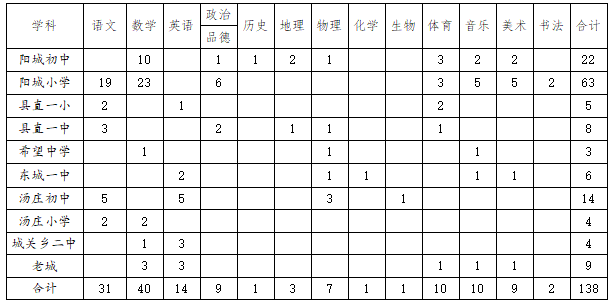 学科 语文 数学 英语 政治 品德 历史 地理 物理 化学 生物 体育 音乐 美术 书法 合计
阳城初中 10 1 1 2 1 3 2 2 22
阳城小学 19 23 6 3 5 5 2 63
县直一小 2 1 2 5
县直一中 3 2 1 1 1 8
希望中学 1 1 1 3
东城一中 2 1 1 1 1 6
汤庄初中 5 5 3 1 14
汤庄小学 2 2 4
城关乡二中 1 3 4
老城 3 3 1 1 1 9
合计 31 40 14 9 1 3 7 1 1 10 10 9 2 138